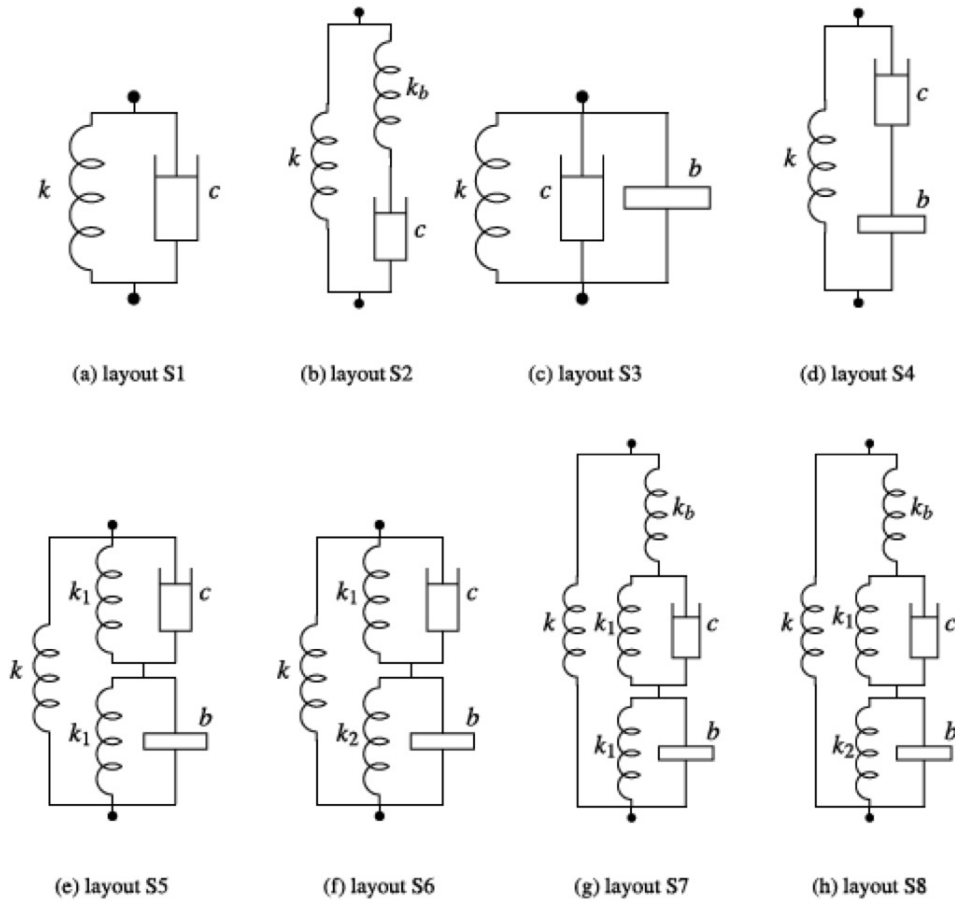 k
c
(a) layout S1
k
k_b
c
(b) layout S2
k
c
b
(c) layout S3
k
c
b
(d) layout S4
k
k_1
c
k_1
b
(e) layout S5
k
k_1
c
k_2
b
(f) layout S6
k
k_b
k_1
c
k_1
b
(g) layout S7
k
k_b
k_1
c
k_2
b
(h) layout S8